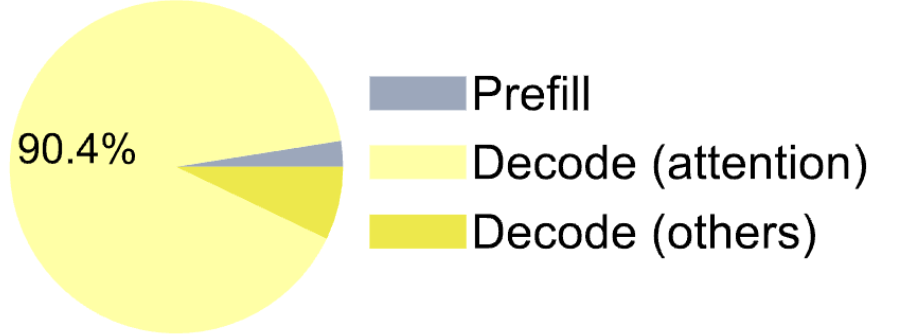 90.4%
Prefill
Decode (attention)
Decode (others)